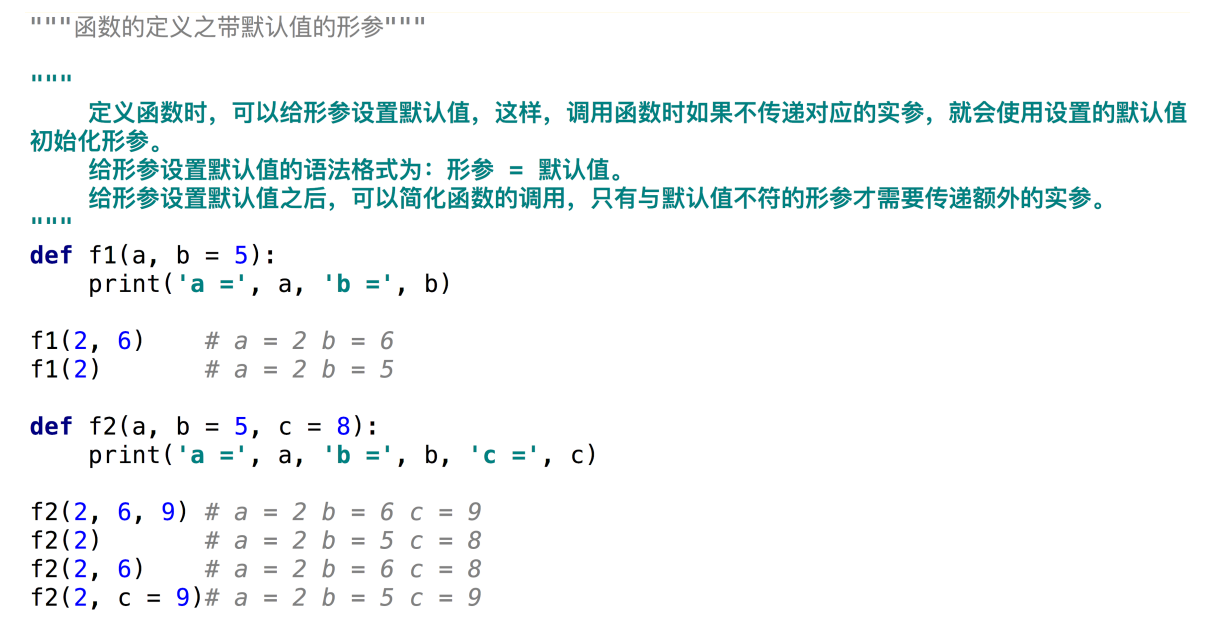 """函数的定义之带默认值的形参"""
"""
    定义函数时，可以给形参设置默认值，这样，调用函数时如果不传递对应的实参，就会使用设置的默认值
初始化形参。
    给形参设置默认值的语法格式为：形参 = 默认值。
    给形参设置默认值之后，可以简化函数的调用，只有与默认值不符的形参才需要传递额外的实参。
"""
def f1(a, b = 5):
    print('a =', a, 'b =', b)
f1(2, 6)    # a = 2 b = 6
f1(2)       # a = 2 b = 5
def f2(a, b = 5, c = 8):
    print('a =', a, 'b =', b, 'c =', c)
f2(2, 6, 9) # a = 2 b = 6 c = 9
f2(2)       # a = 2 b = 5 c = 8
f2(2, 6)    # a = 2 b = 6 c = 8
f2(2, c = 9)# a = 2 b = 5 c = 9